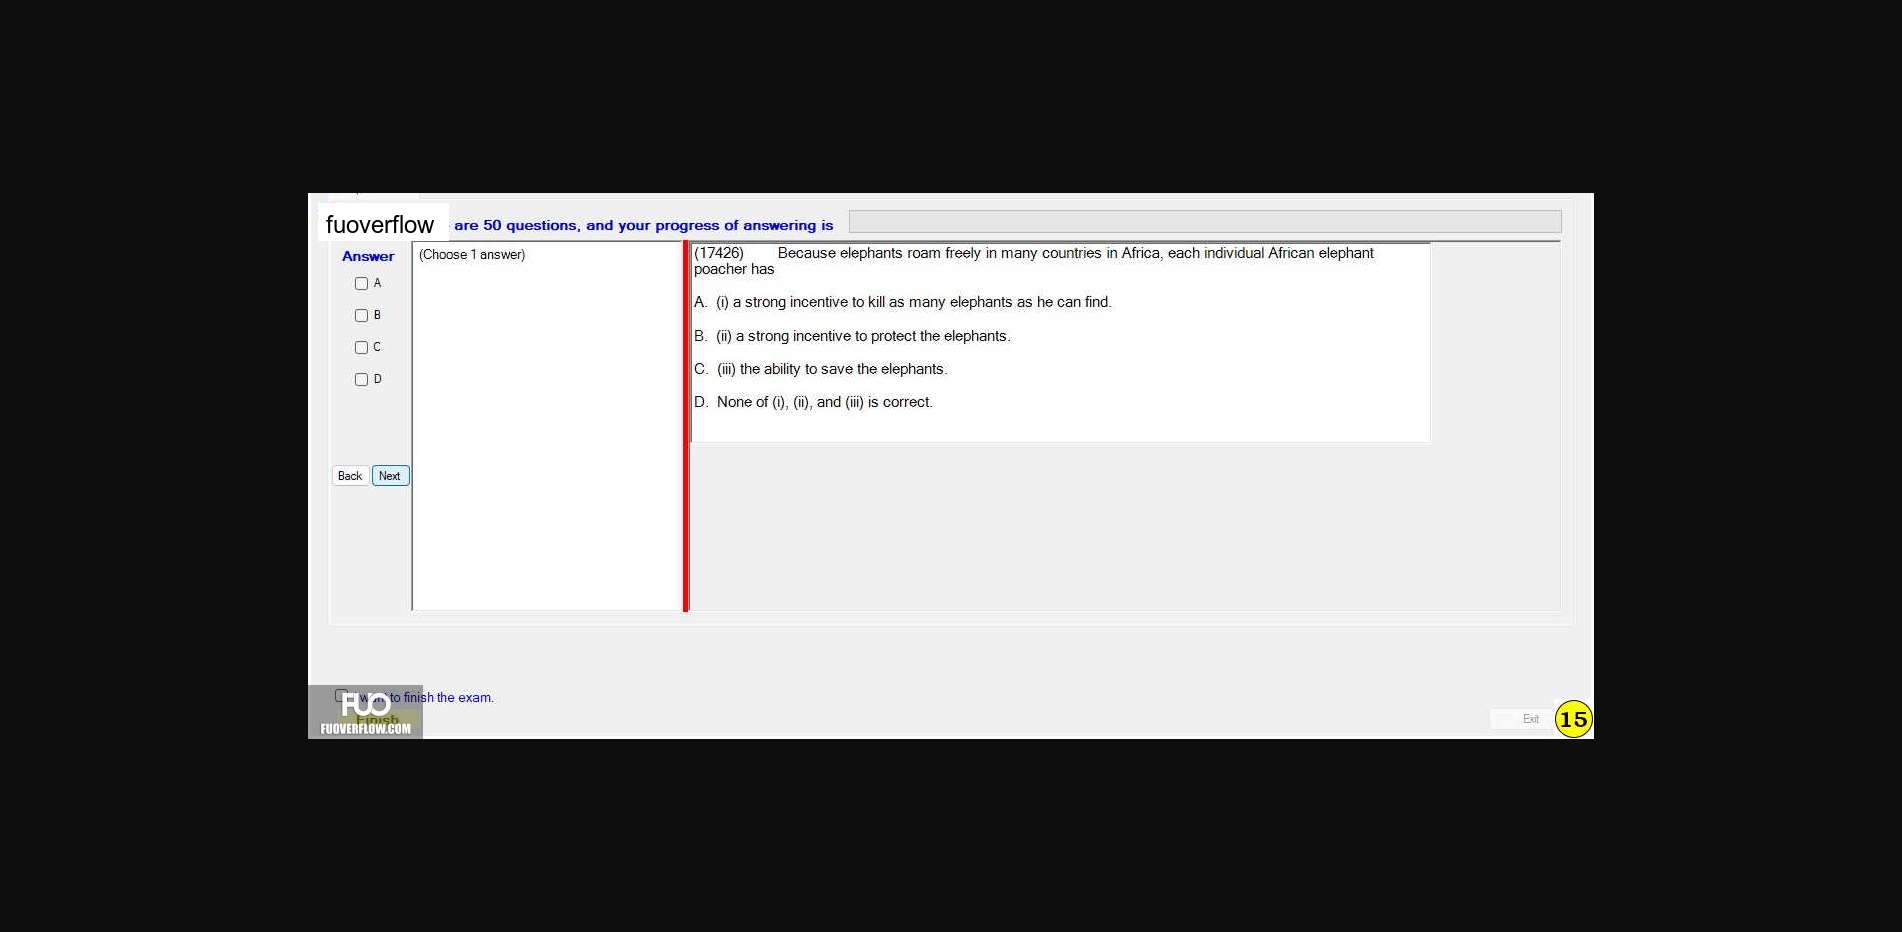 fuoverflow are 50 questions, and your progress of answering is
Answer
(Choose 1 answer)
A
B
C
D
Back Next
(17426) Because elephants roam freely in many countries in Africa, each individual African elephant
poacher has
A. (i) a strong incentive to kill as many elephants as he can find.
B. (ii) a strong incentive to protect the elephants.
C. (iii) the ability to save the elephants.
D. None of (i), (ii), and (iii) is correct.
want to finish the exam.
Finish
FUO
FUOVERFLOW.COM
Exit
15